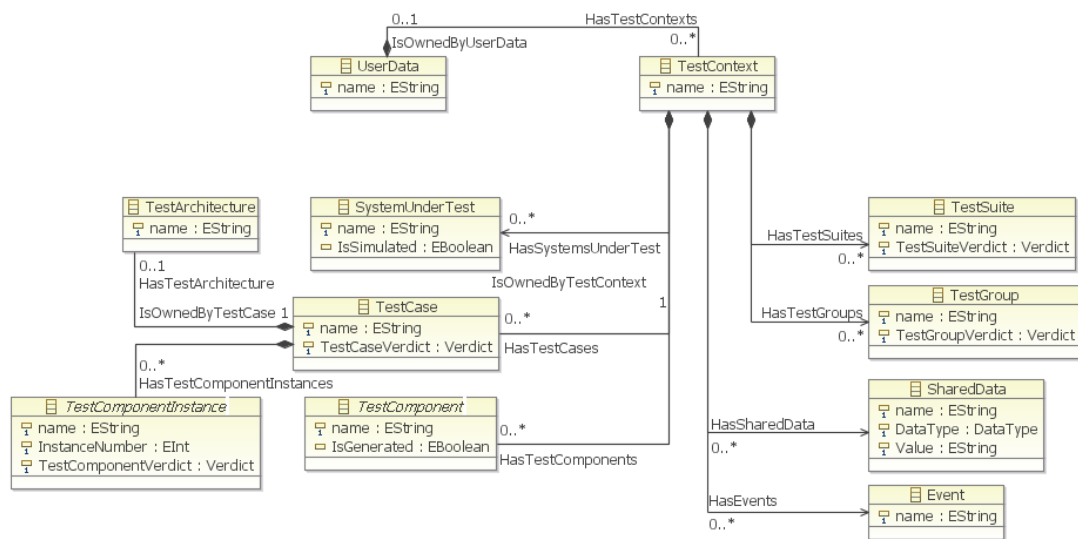 0..1
HasTestContexts
IsOwnedByUserData
0..*
UserData
name : EString
TestContext
name : EString
TestArchitecture
name : EString
SystemUnderTest
name : EString
IsSimulated : EBoolean
0..*
HasSystemsUnderTest
TestSuite
name : EString
TestSuiteVerdict : Verdict
HasTestSuites
0..*
0..1
HasTestArchitecture
IsOwnedByTestContext
1
IsOwnedByTestCase 1
TestCase
name : EString
TestCaseVerdict : Verdict
0..*
HasTestCases
TestGroup
name : EString
TestGroupVerdict : Verdict
HasTestGroups
0..*
0..*
HasTestComponentInstances
TestComponentInstance
name : EString
InstanceNumber : EInt
TestComponentVerdict : Verdict
TestComponent
name : EString
IsGenerated : EBoolean
0..*
HasTestComponents
SharedData
name : EString
DataType : DataType
Value : EString
HasSharedData
0..*
Event
name : EString
HasEvents
0..*